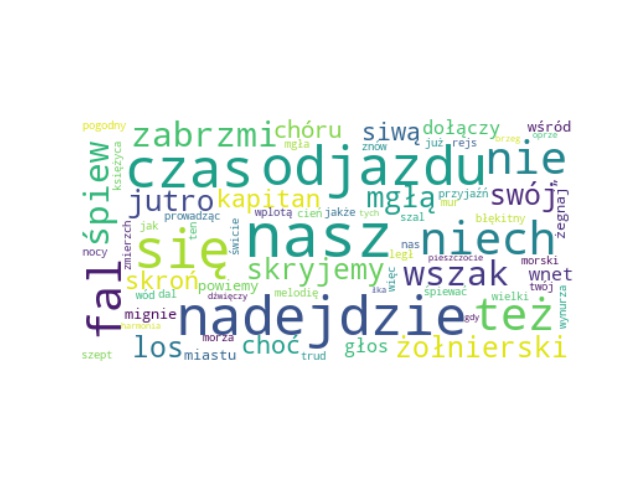 pogodny
zabrzmi
chóru
siwą
dołączy
wśród
mgła
znów
już
rejs
brzeg
oprze
śpiew
księżyca
czas
odjazdu
nie
jutro
kapitan
mgłą
przyjaźń
swój
żegnaj"
prowadząc
wplotą
cień
jakże
tych
mur
szal
błękitny
jak
ten
zmierzch
się
świcie
nasz
nas
niech
nocy
legł
pieszczocie
morski
fal
skroń
skryjemy
więc
wszak
wnet
powiemy
łka
śpiewać
twój
wód
dal
dźwięczy
melodię
wielki
wynurza
mignie
nadejdzie
gdy
też
harmonia
morza
los
miastu
choć
trud
głos
żołnierski
szept